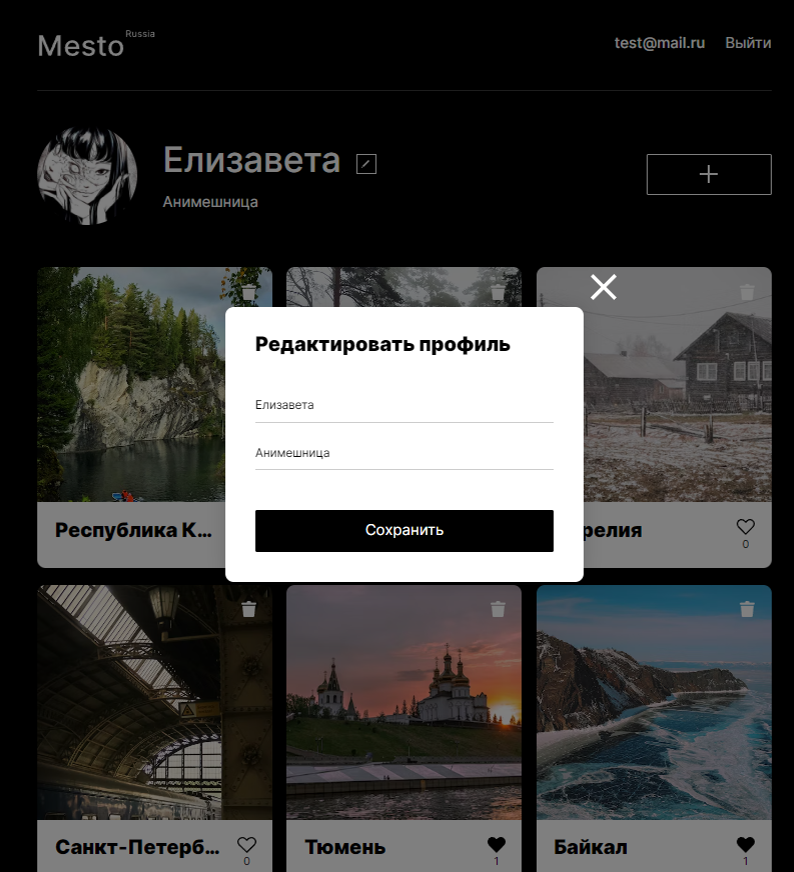 Mesto Russia
test@mail.ru Выйти
Елизавета
Анимешница
Редактировать профиль
Елизавета
Анимешница
Сохранить
Республика К...
релия
0
Санкт-Петерб...
0
Тюмень
1
Байкал
1